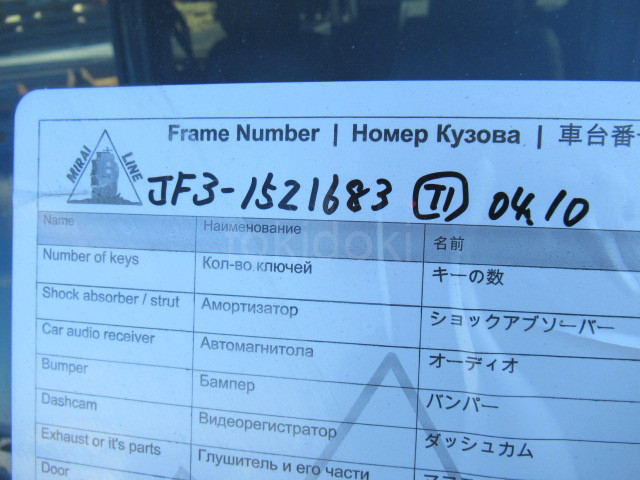 Frame Number | Номер Кузова | 車台番
MIRAI LINE
JF3-1521683 TI 04.10
Name Наименование 名前
tokidoki
Number of keys Кол-во ключей キーの数
Shock absorber / strut Амортизатор ショックアブソーバー
Car audio receiver Автомагнитола オーディオ
Bumper Бампер バンパー
Dashcam Видеорегистратор ダッシュカム
Exhaust or it's parts Глушитель и его части
Door